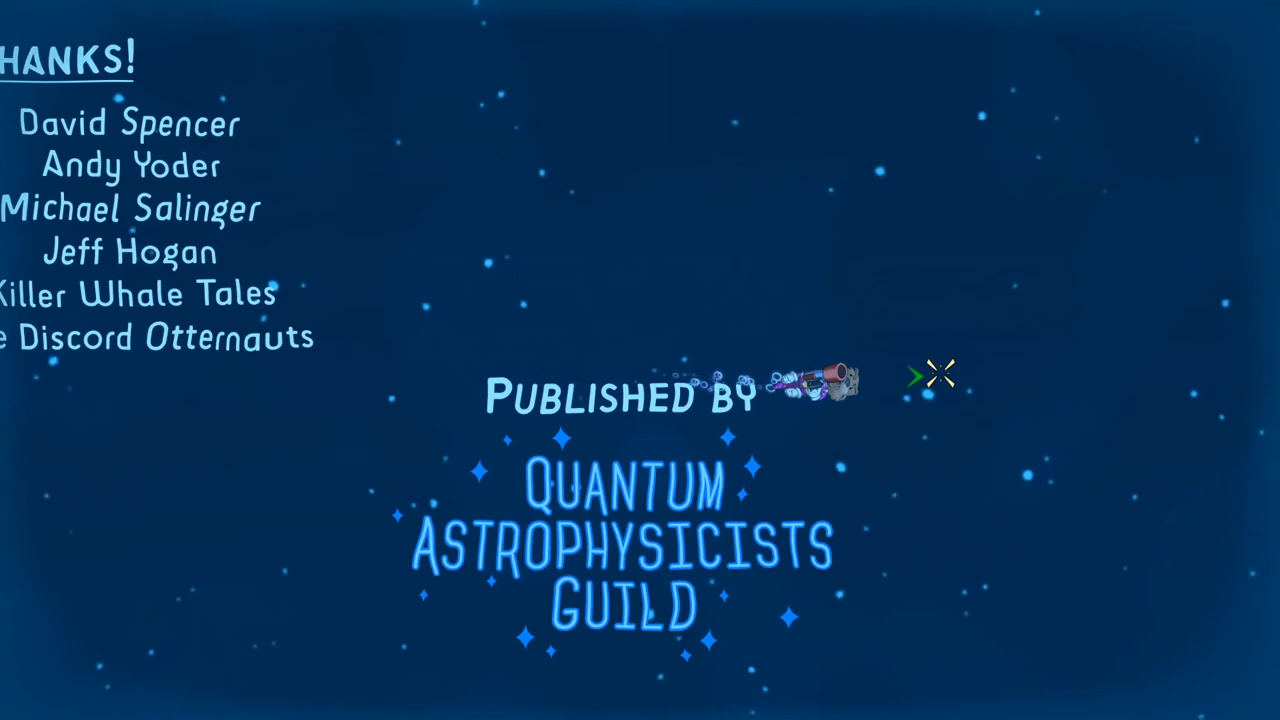 HANKS!
David Spencer
Andy Yoder
Michael Salinger
Jeff Hogan
Killer Whale Tales
e Discord Otternauts
PUBLISHED BY
QUANTUM
ASTROPHYSICISTS
GUILD